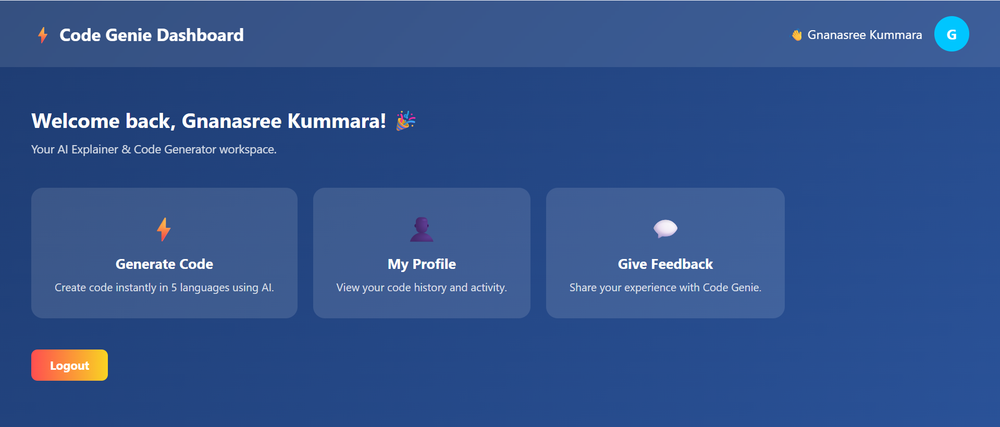 ⚡ Code Genie Dashboard
👋 Gnanasree Kummara
G
Welcome back, Gnanasree Kummara! 🎉
Your AI Explainer & Code Generator workspace.
Generate Code
Create code instantly in 5 languages using AI.
My Profile
View your code history and activity.
Give Feedback
Share your experience with Code Genie.
Logout